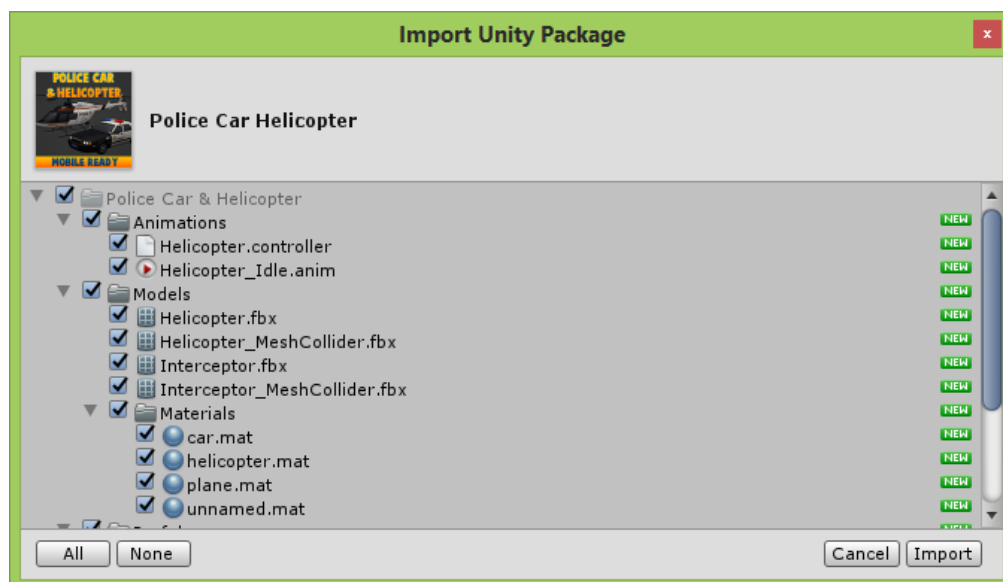 Import Unity Package
x
POLICE CAR
& HELICOPTER
MOBILE READY
Police Car Helicopter
Police Car & Helicopter
Animations NEW
Helicopter.controller NEW
Helicopter_Idle.anim NEW
Models NEW
Helicopter.fbx NEW
Helicopter_MeshCollider.fbx NEW
Interceptor.fbx NEW
Interceptor_MeshCollider.fbx NEW
Materials NEW
car.mat NEW
helicopter.mat NEW
plane.mat NEW
unnamed.mat NEW
All None Cancel Import